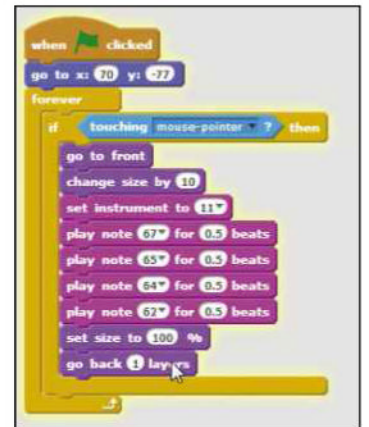 when clicked
go to x: 70 y: -77
forever
if touching mouse-pointer ? then
go to front
change size by 10
set instrument to 11
play note 67 for 0.5 beats
play note 65 for 0.5 beats
play note 64 for 0.5 beats
play note 62 for 0.5 beats
set size to 100 %
go back 1 layers